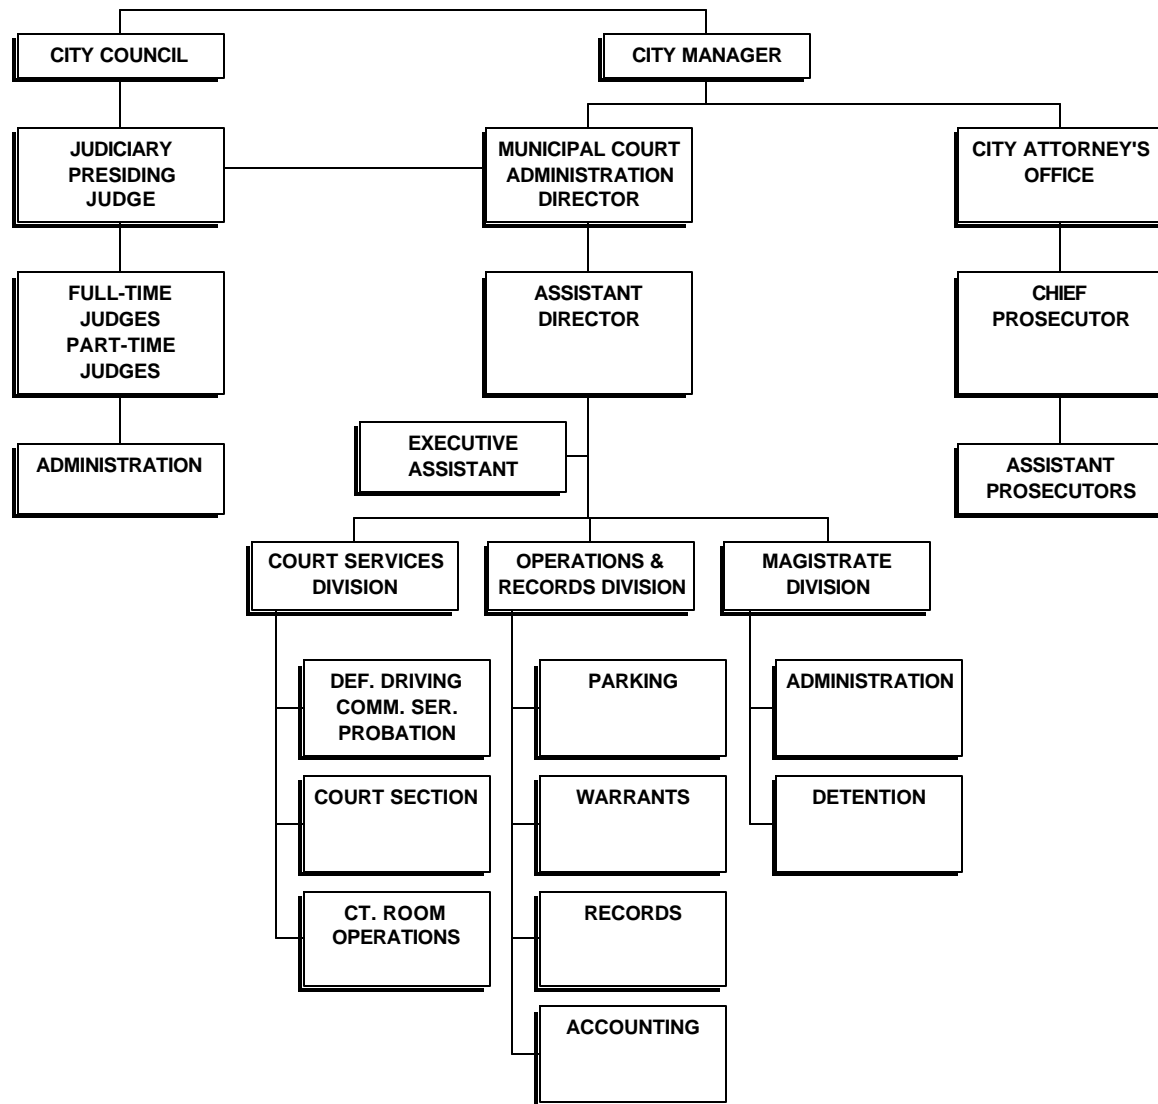 CITY COUNCIL
CITY MANAGER
JUDICIARY
PRESIDING
JUDGE
MUNICIPAL COURT
ADMINISTRATION
DIRECTOR
CITY ATTORNEY'S
OFFICE
FULL-TIME
JUDGES
PART-TIME
JUDGES
ASSISTANT
DIRECTOR
CHIEF
PROSECUTOR
EXECUTIVE
ASSISTANT
ADMINISTRATION
ASSISTANT
PROSECUTORS
COURT SERVICES
DIVISION
OPERATIONS &
RECORDS DIVISION
MAGISTRATE
DIVISION
DEF. DRIVING
COMM. SER.
PROBATION
PARKING
ADMINISTRATION
COURT SECTION
WARRANTS
DETENTION
CT. ROOM
OPERATIONS
RECORDS
ACCOUNTING